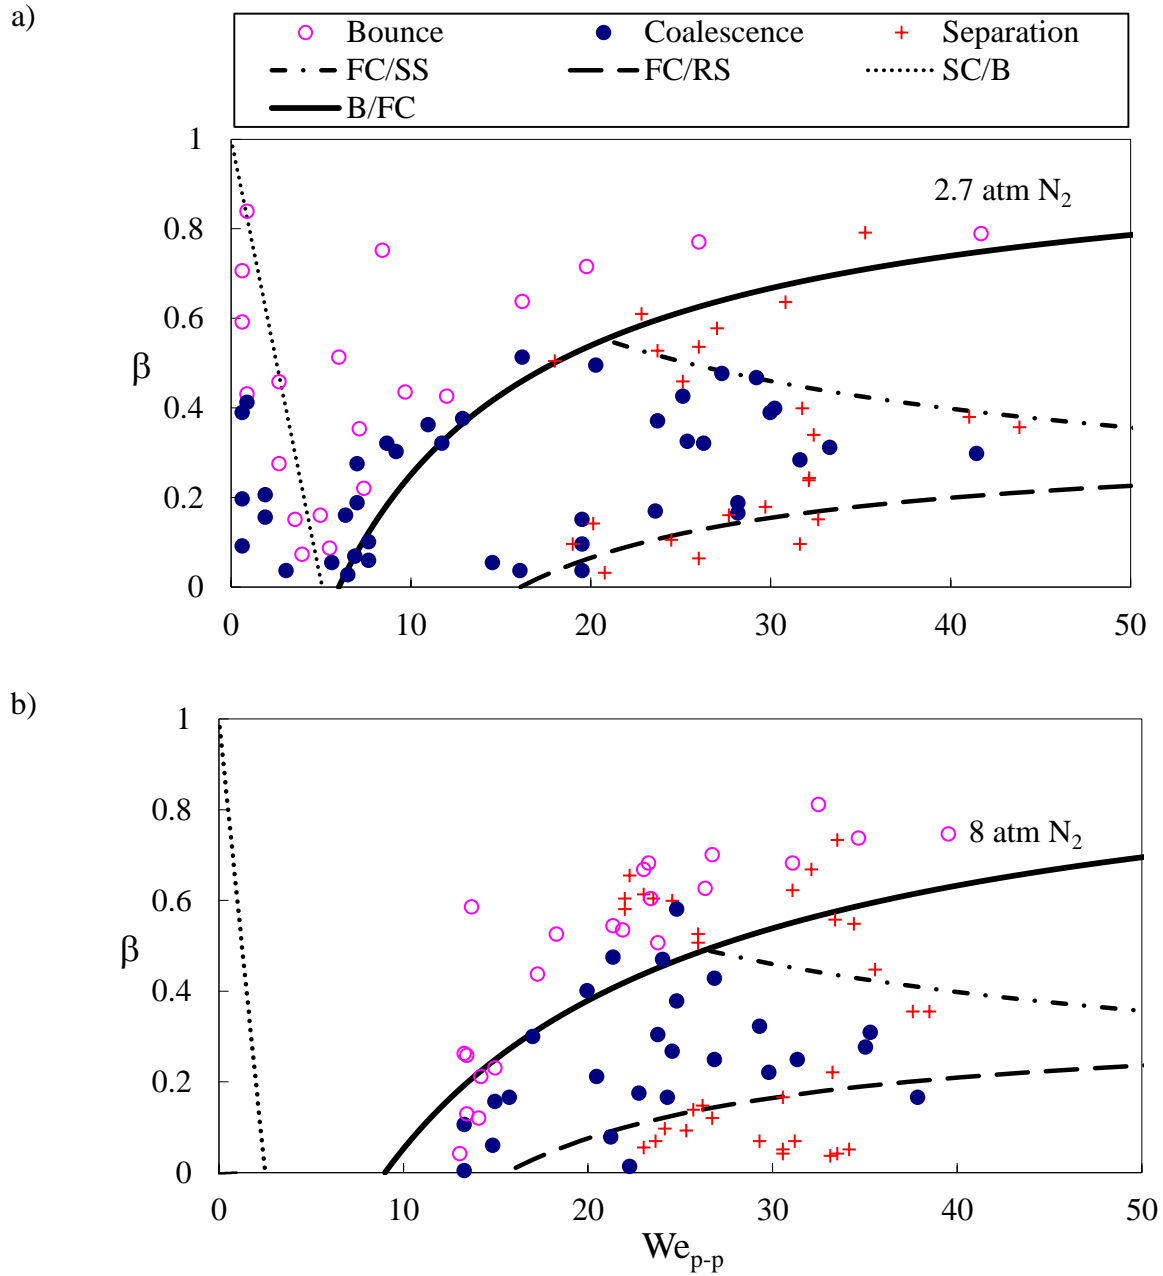 a)
Bounce Coalescence Separation
FC/SS FC/RS SC/B
B/FC
1
2.7 atm N2
0.8
0.6
β
0.4
0.2
0
0 10 20 30 40 50
b)
1
0.8
8 atm N2
0.6
β
0.4
0.2
0
0 10 20 30 40 50
Wep-p